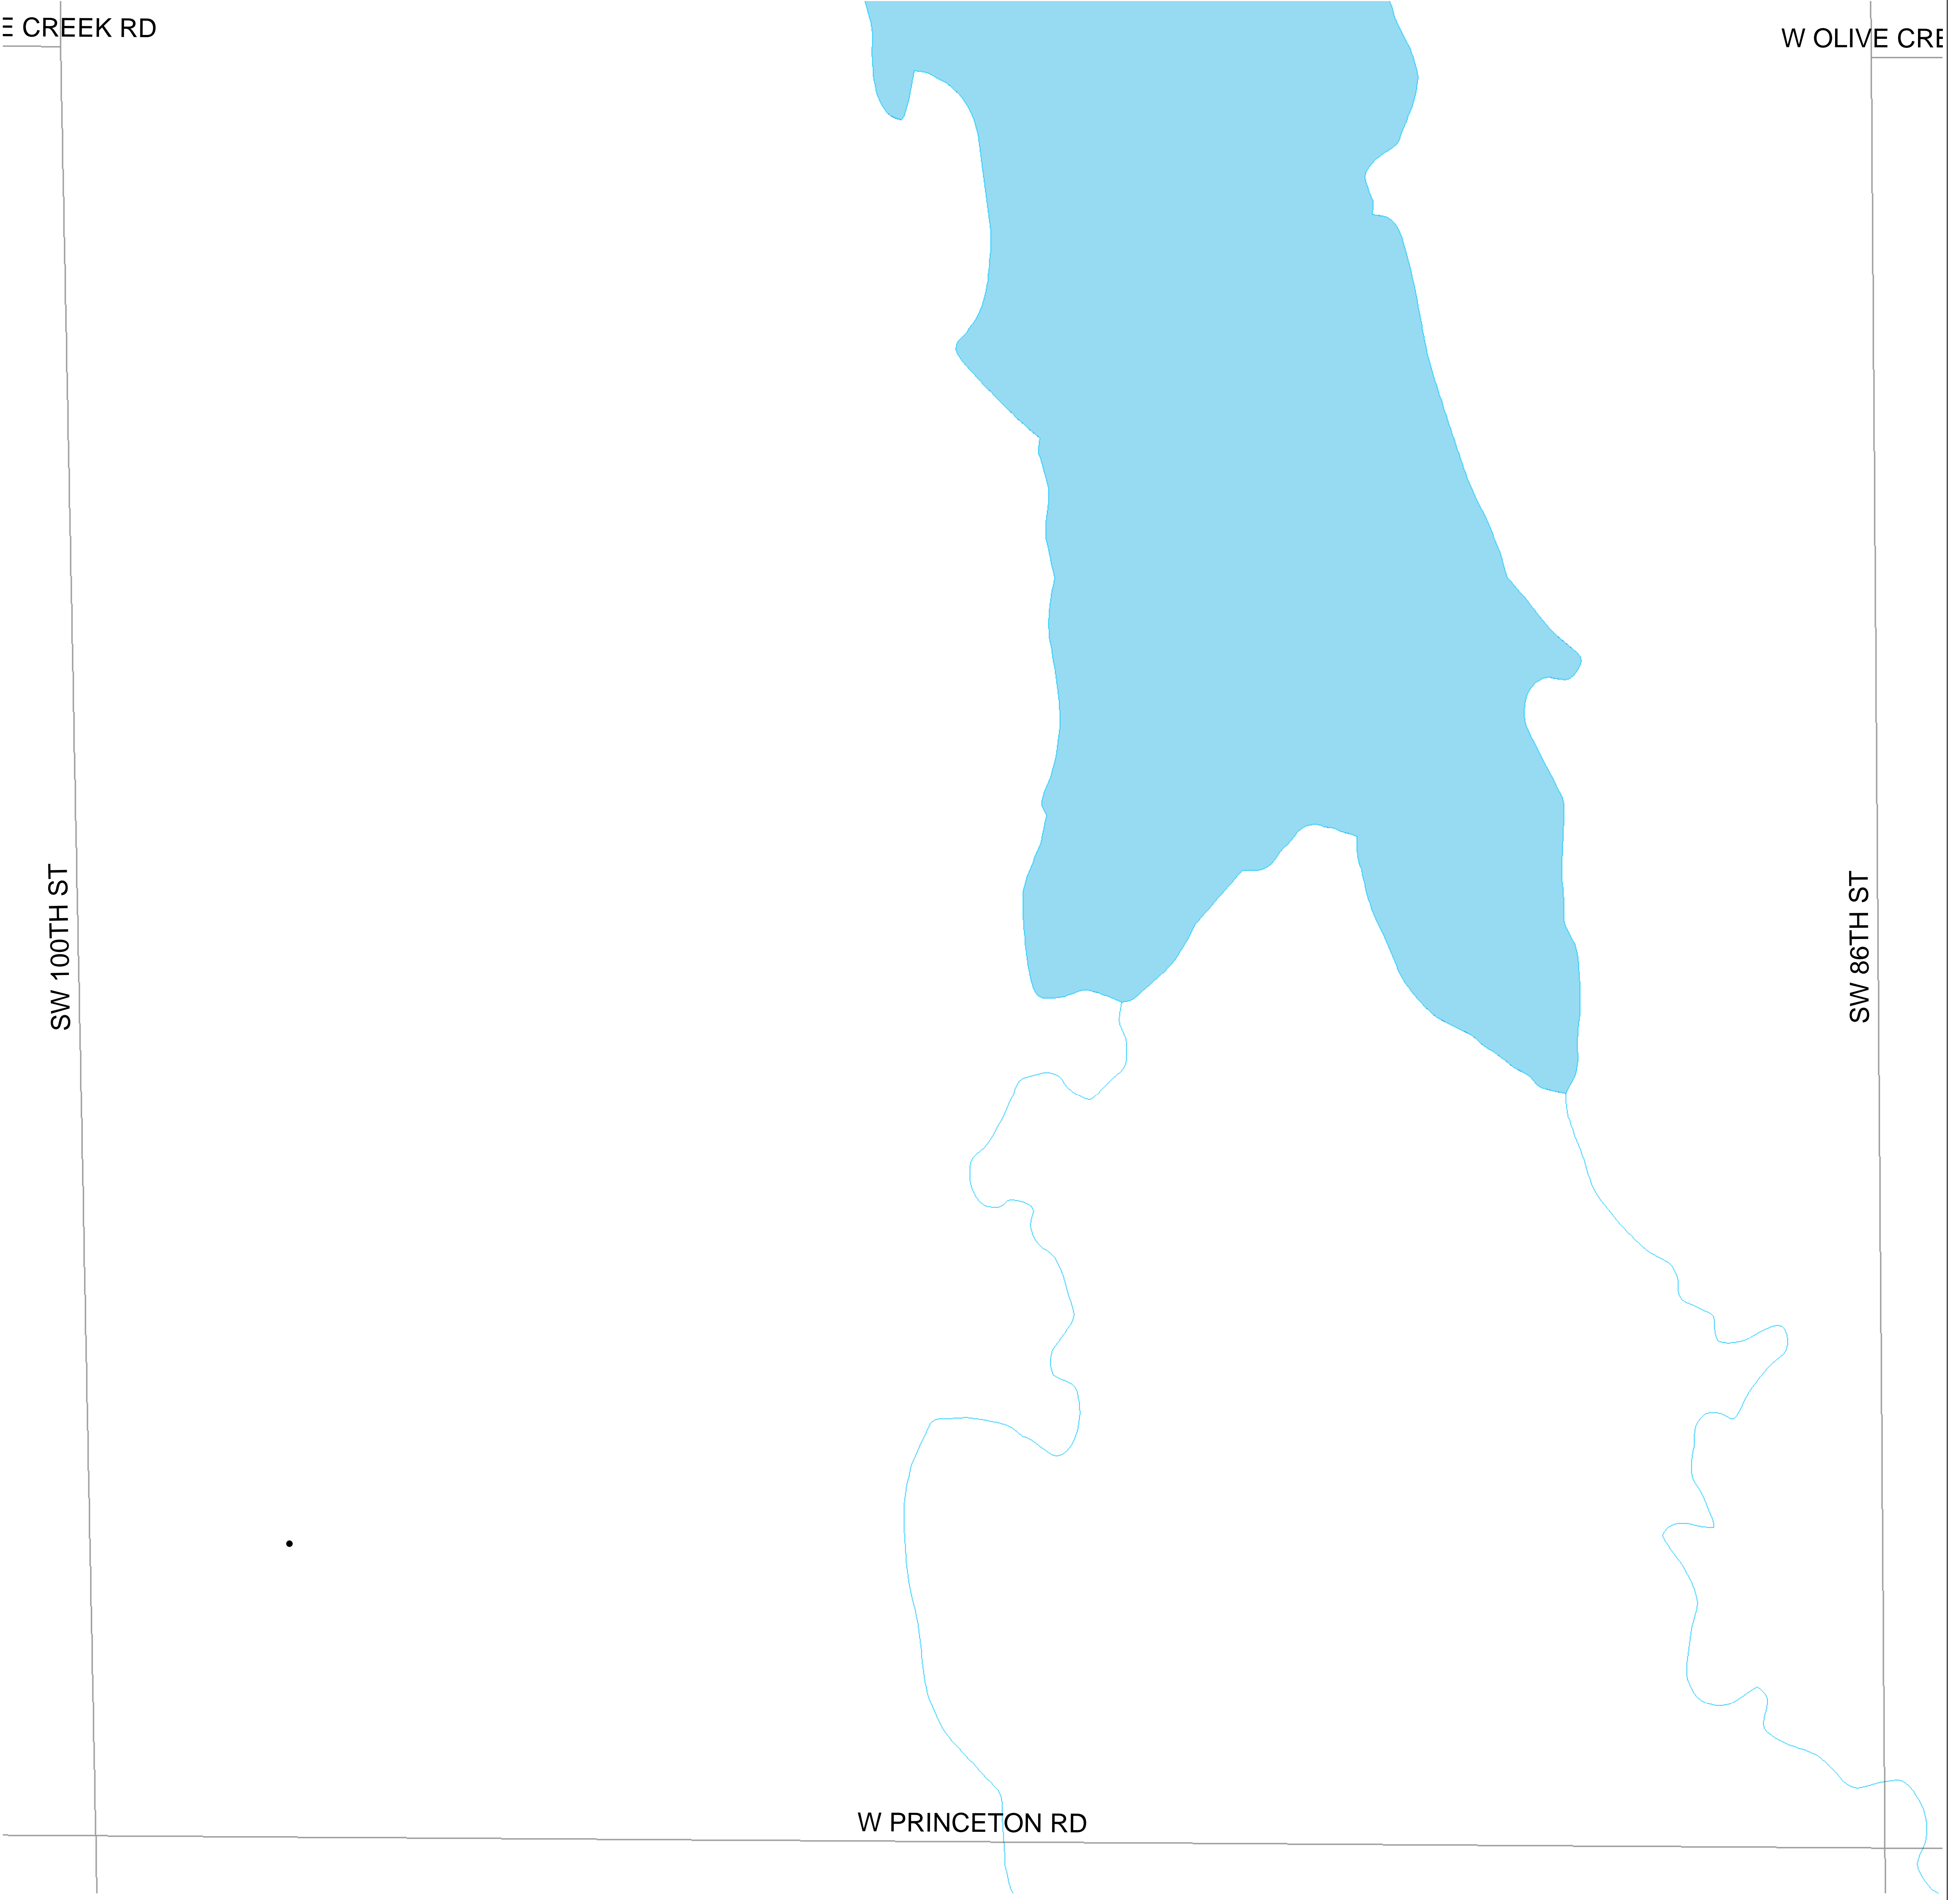 E CREEK RD
W OLIVE CRE
SW 100TH ST
SW 86TH ST
W PRINCETON RD